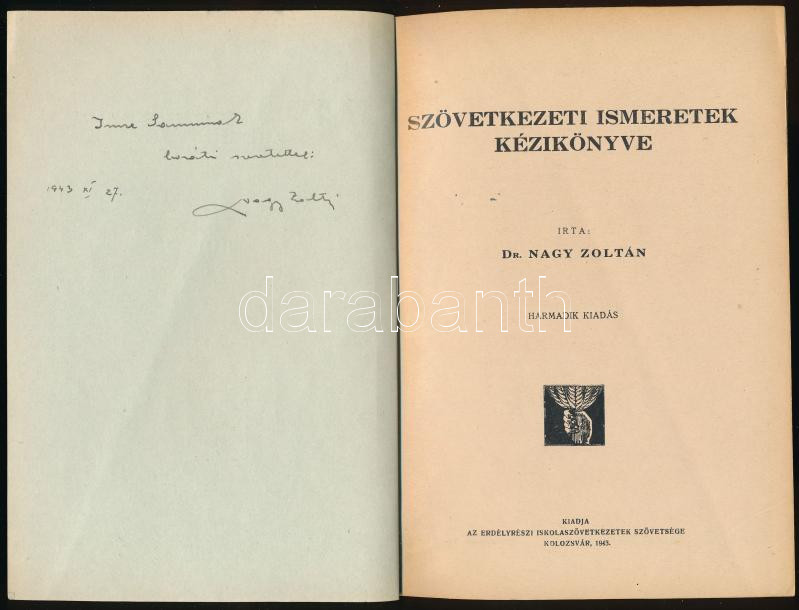 Imre
baráti szeretettel:
1943 XI 27.
Nagy Zoltán
SZÖVETKEZETI ISMERETEK
KÉZIKÖNYVE
IRTA:
DR. NAGY ZOLTÁN
HARMADIK KIADÁS
darabanth
KIADJA
AZ ERDÉLYRÉSZI ISKOLASZÖVETKEZETEK SZÖVETSÉGE
KOLOZSVÁR, 1943.